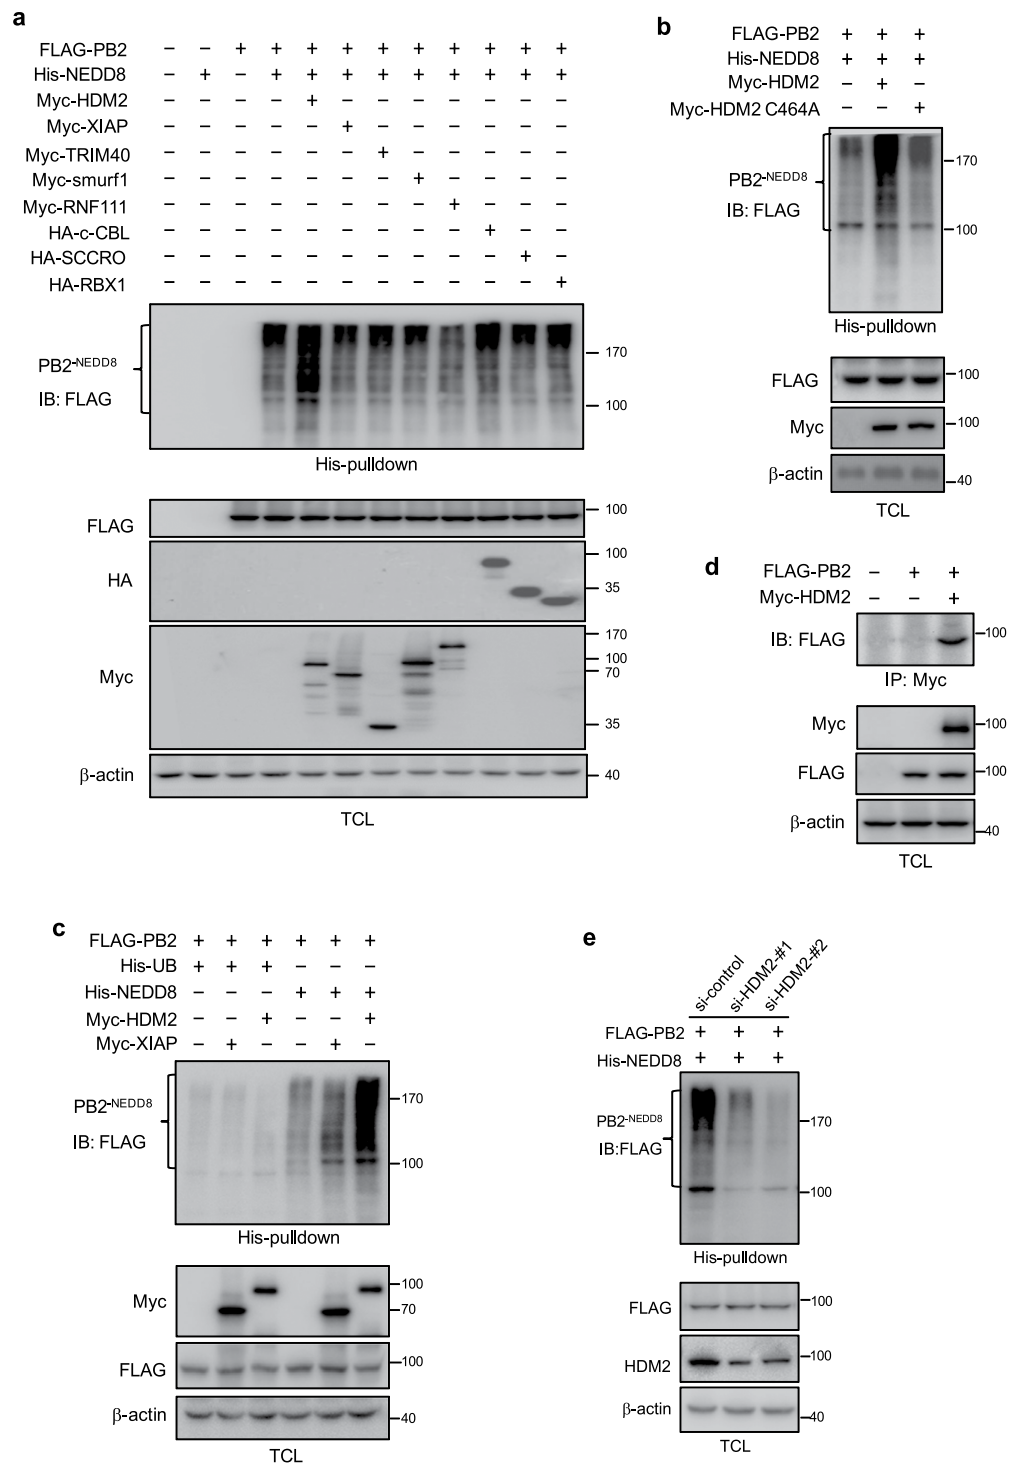 a
FLAG-PB2 – – + + + + + + + + + +
His-NEDD8 – + – + + + + + + + + +
Myc-HDM2 – – – – + – – – – – – –
Myc-XIAP – – – – – + – – – – – –
Myc-TRIM40 – – – – – – + – – – – –
Myc-smurf1 – – – – – – – + – – – –
Myc-RNF111 – – – – – – – – + – – –
HA-c-CBL – – – – – – – – – + – –
HA-SCCRO – – – – – – – – – – + –
HA-RBX1 – – – – – – – – – – – +
170
PB2-NEDD8
IB: FLAG
100
His-pulldown
100
FLAG
100
HA
35
170
100
70
Myc
35
β-actin
40
TCL
b
FLAG-PB2 + + +
His-NEDD8 + + +
Myc-HDM2 – + –
Myc-HDM2 C464A – – +
170
PB2-NEDD8
IB: FLAG
100
His-pulldown
FLAG
100
Myc
100
β-actin
40
TCL
d
FLAG-PB2 – + +
Myc-HDM2 – – +
IB: FLAG
100
IP: Myc
Myc
100
FLAG
100
β-actin
40
TCL
c
FLAG-PB2 + + + + + +
His-UB + + + – – –
His-NEDD8 – – – + + +
Myc-HDM2 – – + – – +
Myc-XIAP – + – – + –
170
PB2-NEDD8
IB: FLAG
100
His-pulldown
100
Myc
70
100
FLAG
β-actin
40
TCL
e
si-control
si-HDM2-#1
si-HDM2-#2
FLAG-PB2 + + +
His-NEDD8 + + +
PB2-NEDD8
170
IB:FLAG
100
His-pulldown
FLAG
100
HDM2
100
β-actin
40
TCL